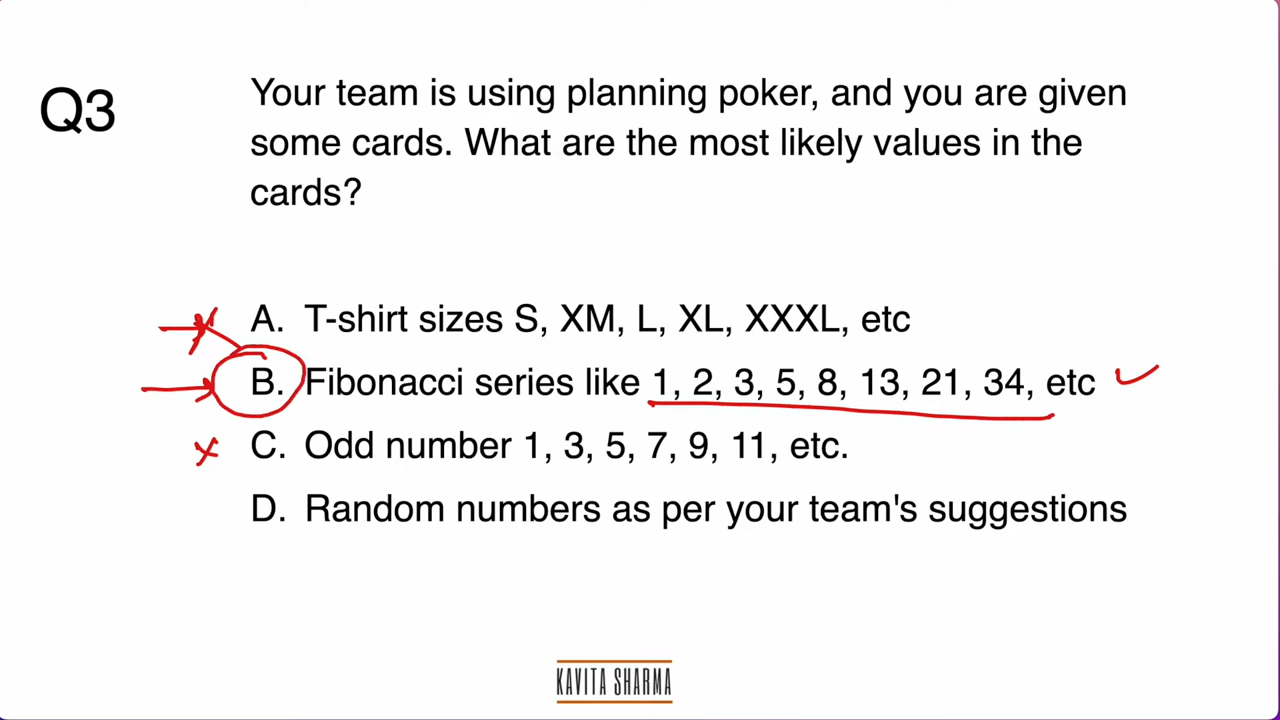 Q3
Your team is using planning poker, and you are given
some cards. What are the most likely values in the
cards?
A. T-shirt sizes S, XM, L, XL, XXXL, etc
B. Fibonacci series like 1, 2, 3, 5, 8, 13, 21, 34, etc
C. Odd number 1, 3, 5, 7, 9, 11, etc.
D. Random numbers as per your team's suggestions
KAVITA SHARMA